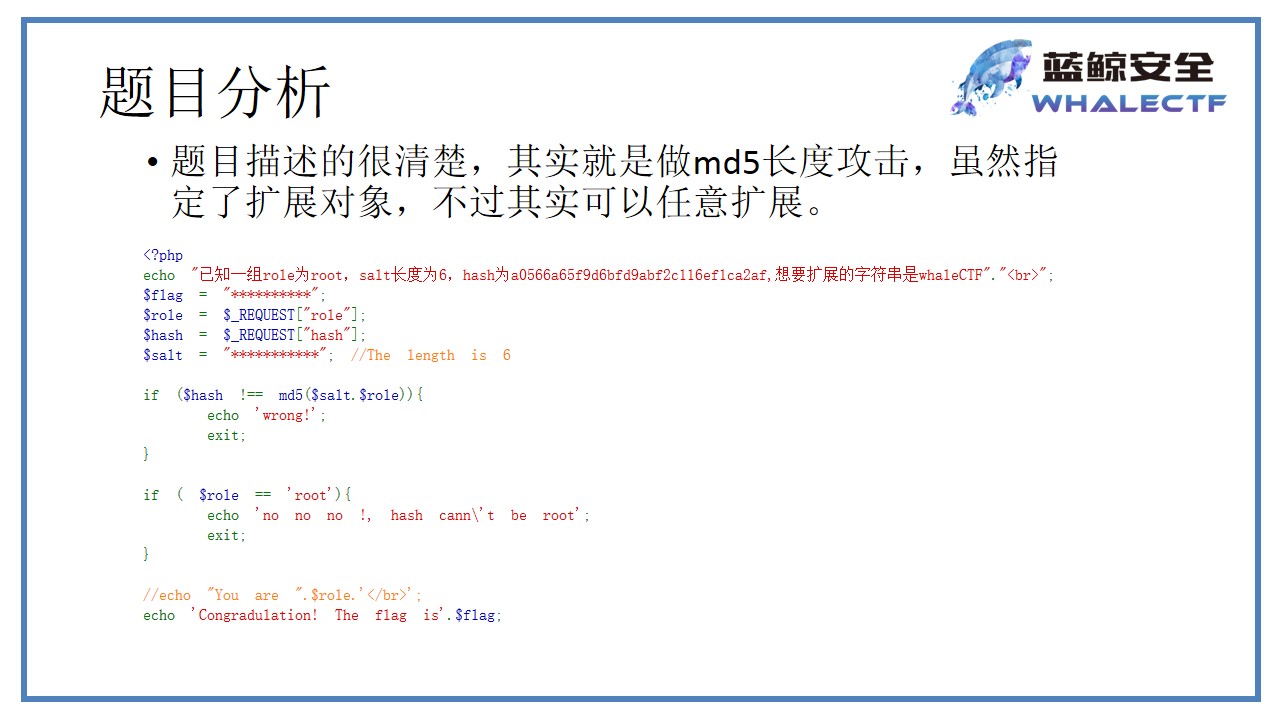 题目分析
蓝鲸安全
WHALECTF
• 题目描述的很清楚，其实就是做md5长度攻击，虽然指
定了扩展对象，不过其实可以任意扩展。
<?php
echo "已知一组role为root，salt长度为6，hash为a0566a65f9d6bfd9abf2c116ef1ca2af,想要扩展的字符串是whaleCTF"."<br>";
$flag = "**********";
$role = $_REQUEST["role"];
$hash = $_REQUEST["hash"];
$salt = "***********"; //The length is 6
if ($hash !== md5($salt.$role)){
echo 'wrong!';
exit;
}
if ( $role == 'root'){
echo 'no no no !, hash cann\'t be root';
exit;
}
//echo "You are ".$role.'</br>';
echo 'Congradulation! The flag is'.$flag;